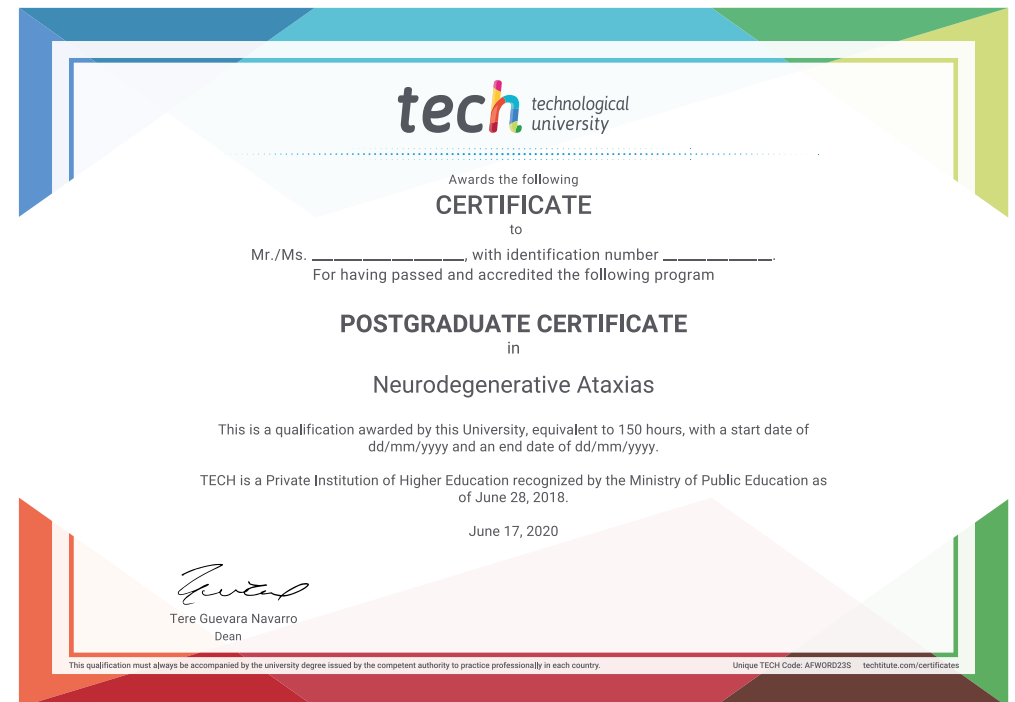 tech technological
university
Awards the following
CERTIFICATE
to
Mr./Ms. ____________________, with identification number ______________.
For having passed and accredited the following program
POSTGRADUATE CERTIFICATE
in
Neurodegenerative Ataxias
This is a qualification awarded by this University, equivalent to 150 hours, with a start date of
dd/mm/yyyy and an end date of dd/mm/yyyy.
TECH is a Private Institution of Higher Education recognized by the Ministry of Public Education as
of June 28, 2018.
June 17, 2020
Tere Guevara Navarro
Dean
This qualification must always be accompanied by the university degree issued by the competent authority to practice professionally in each country. Unique TECH Code: AFWORD23S techtitute.com/certificates